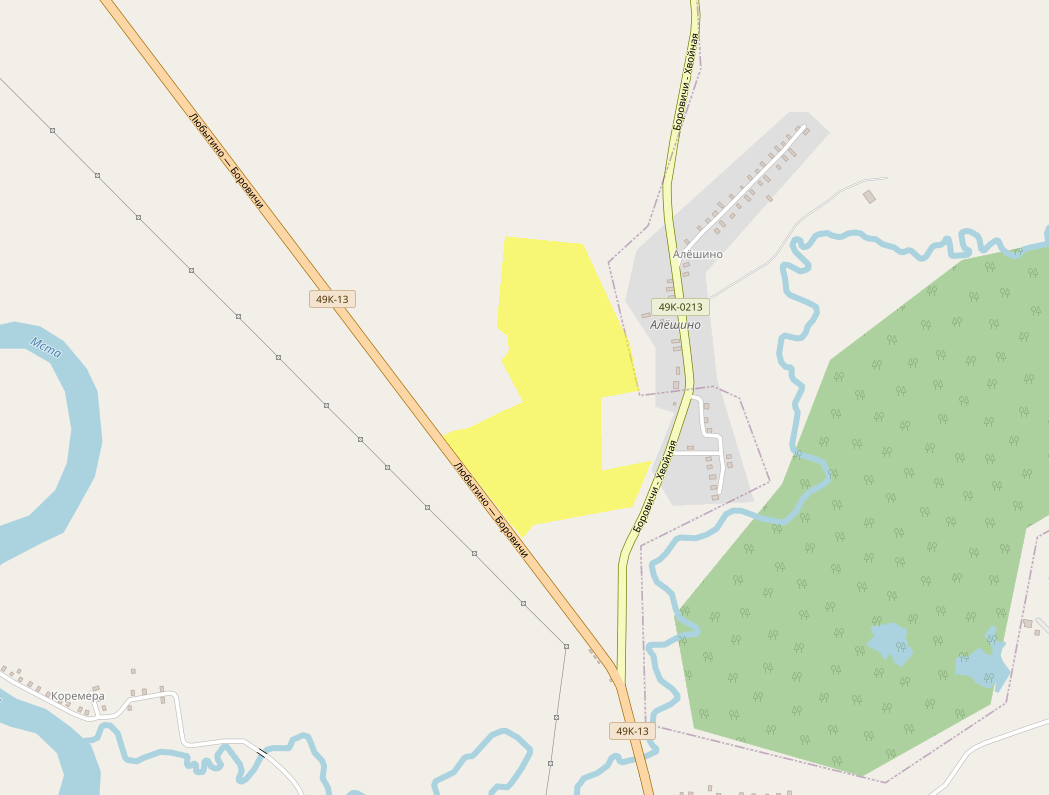 Боровичи - Хвойная
Любытино — Боровичи
Алёшино
49К-13
49К-0213
Алёшино
Мста
Любытино — Боровичи
Боровичи - Хвойная
Коремера
49К-13